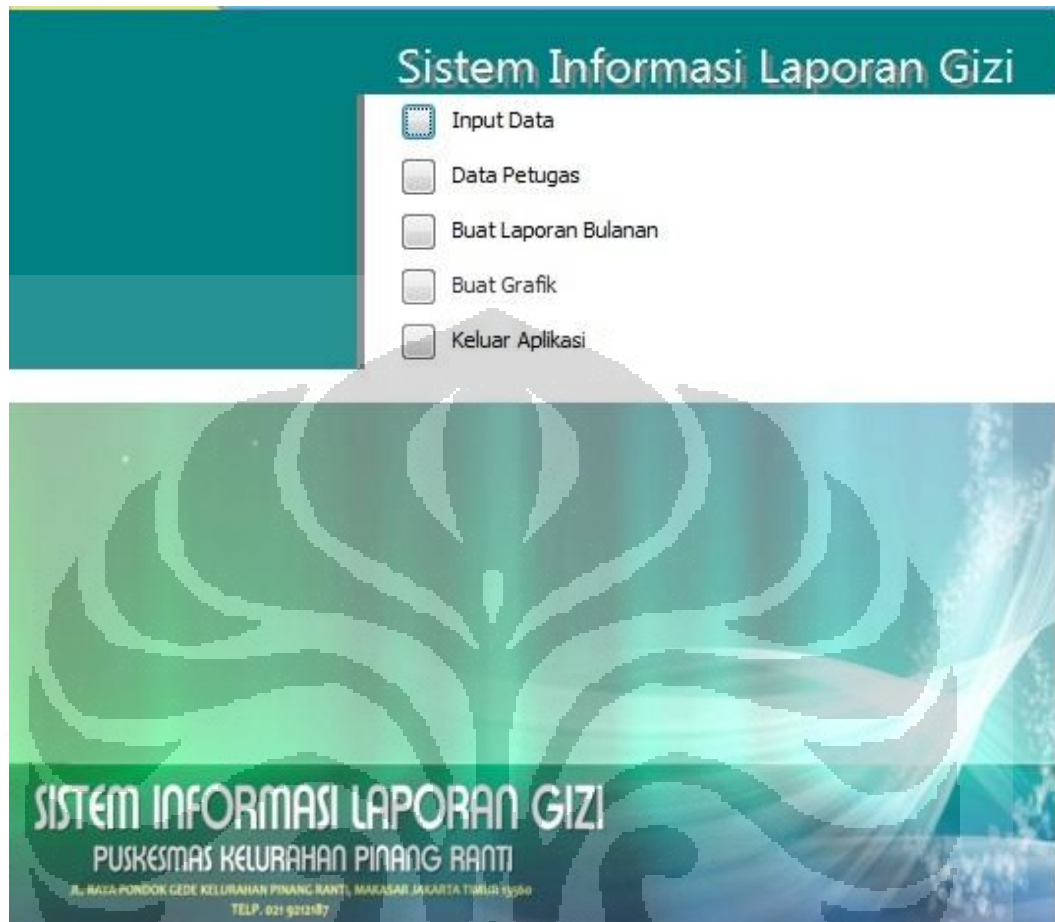 Sistem Informasi Laporan Gizi
Input Data
Data Petugas
Buat Laporan Bulanan
Buat Grafik
Keluar Aplikasi
SISTEM INFORMASI LAPORAN GIZI
PUSKESMAS KELURAHAN PINANG RANTI
JL. RAYA PONDOK GEDE KELURAHAN PINANG RANTI, MAKASAR JAKARTA TIMUR 13560
TELP. 021 9212187